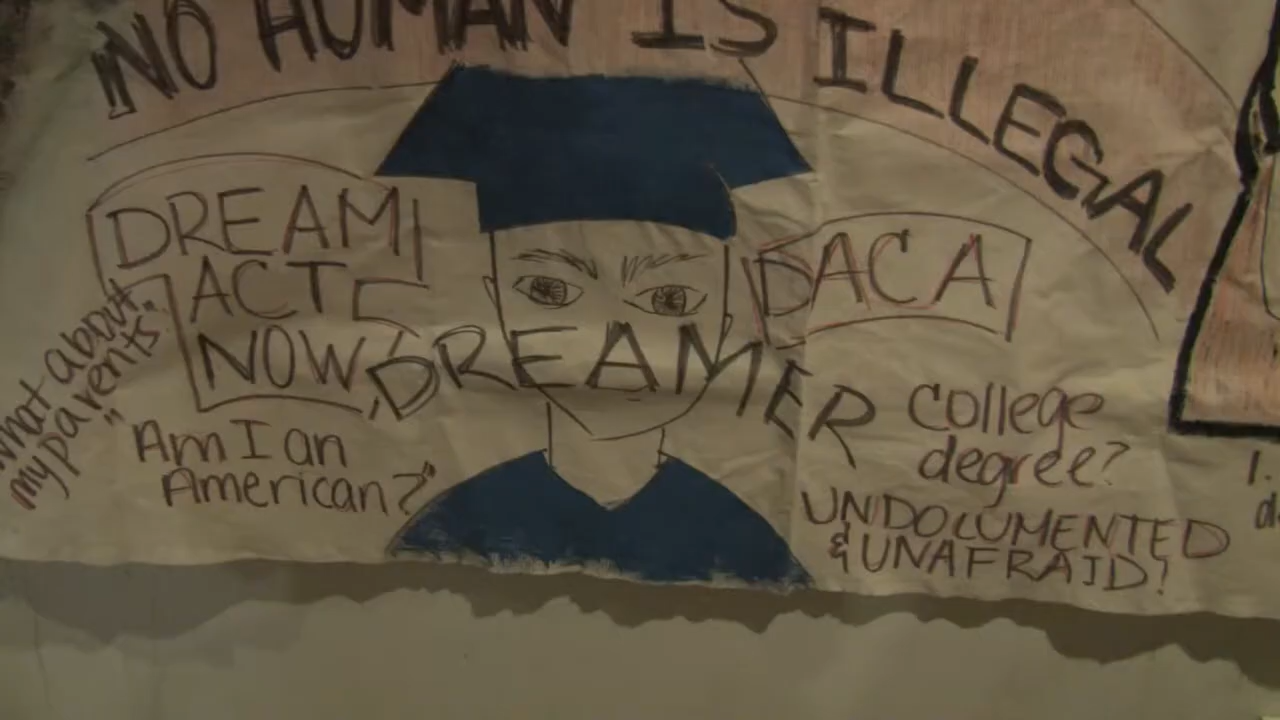 NO HUMAN IS ILLEGAL
DREAM
ACT
NOW
DACA
DREAMER
what about
my parents"
Am I an
American?"
College
degree?
UNDOCUMENTED
& UNAFRAID!
1.